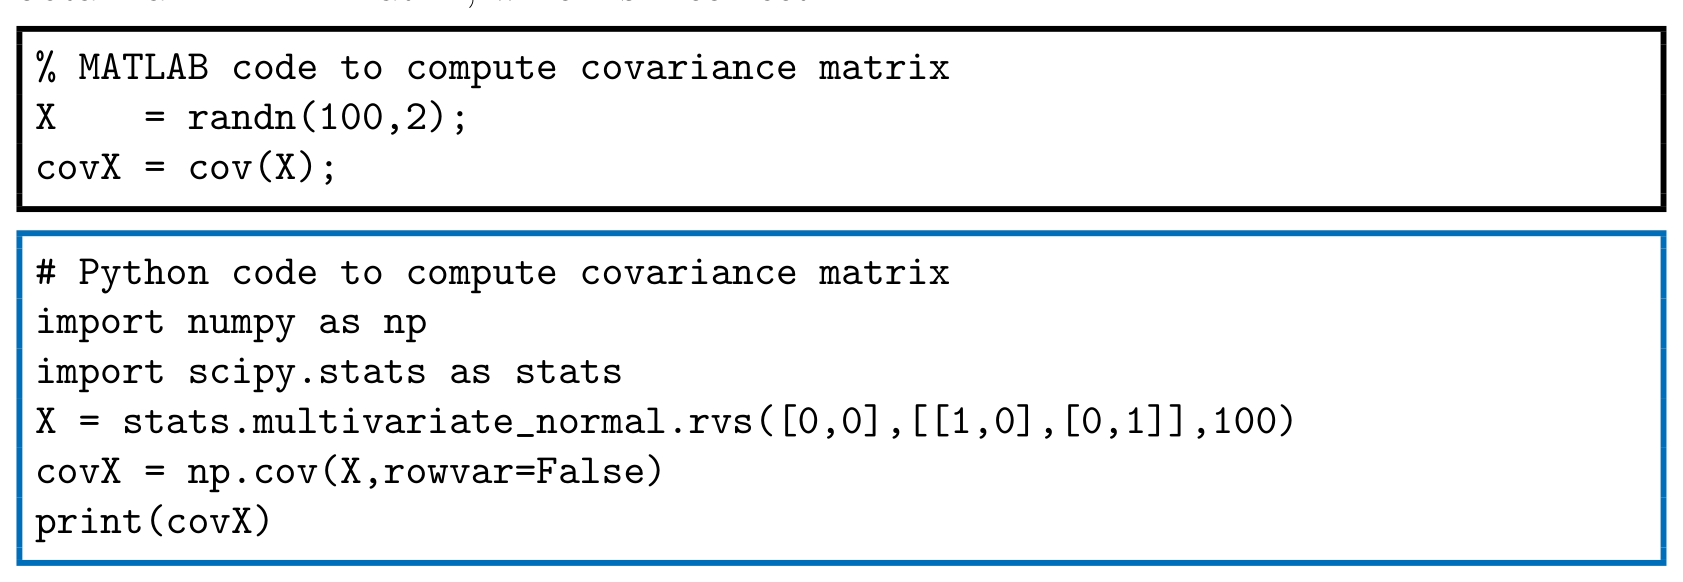 % MATLAB code to compute covariance matrix
X    = randn(100,2);
covX = cov(X);
# Python code to compute covariance matrix
import numpy as np
import scipy.stats as stats
X = stats.multivariate_normal.rvs([0,0],[[1,0],[0,1]],100)
covX = np.cov(X,rowvar=False)
print(covX)